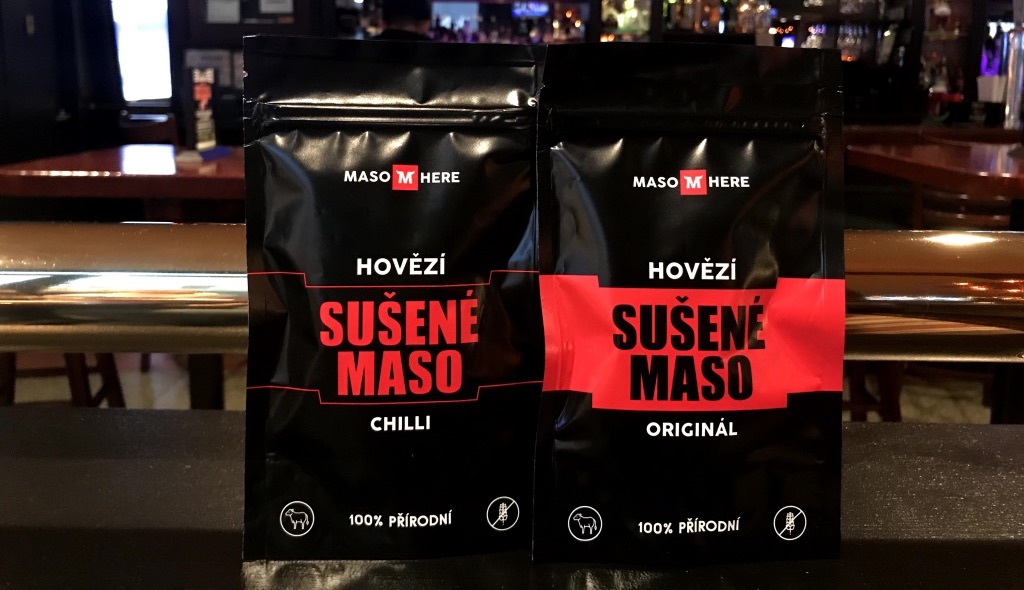 MASO M HERE
HOVĚZÍ
SUŠENÉ
MASO
CHILLI
100% PŘÍRODNÍ
MASO M HERE
HOVĚZÍ
SUŠENÉ
MASO
ORIGINÁL
100% PŘÍRODNÍ